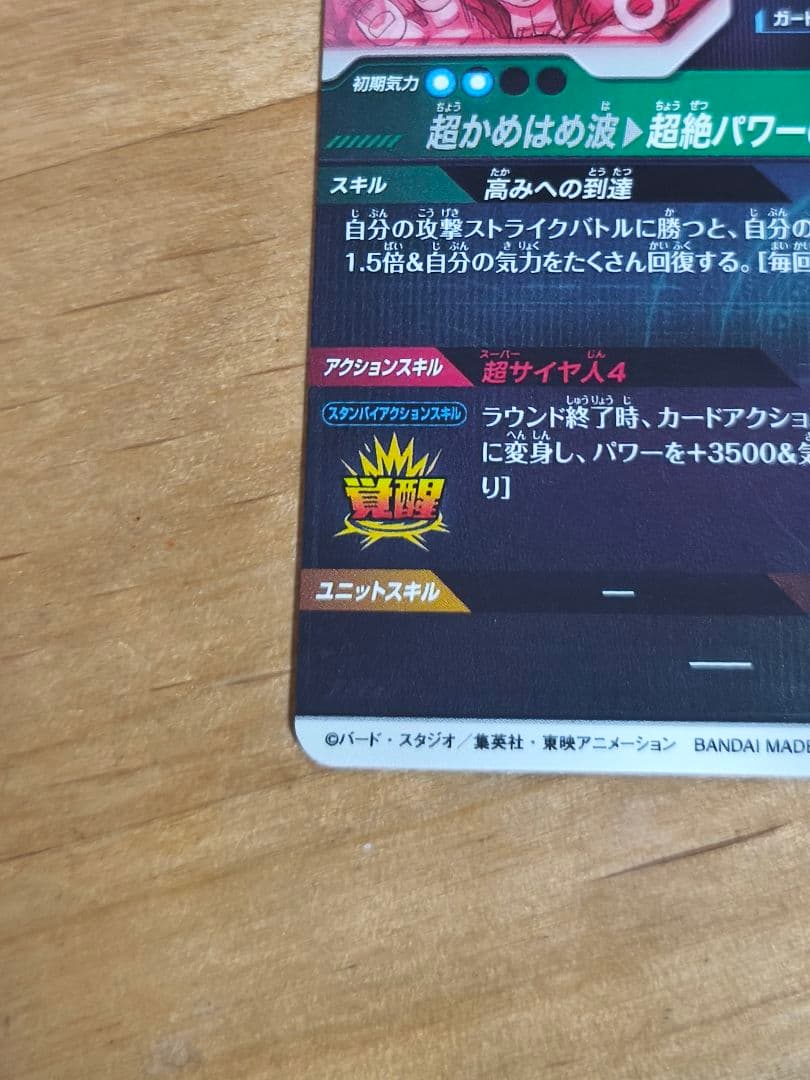 ガード
初期気力
超かめはめ波▶超絶パワー
スキル 高みへの到達
自分の攻撃ストライクバトルに勝つと、自分の
1.5倍&自分の気力をたくさん回復する。[毎回
アクションスキル 超サイヤ人4
スタンバイアクションスキル
ラウンド終了時、カードアクショ
に変身し、パワーを+3500&気
り]
覚醒
ユニットスキル ー
ー
©バード・スタジオ/集英社・東映アニメーション BANDAI MADE